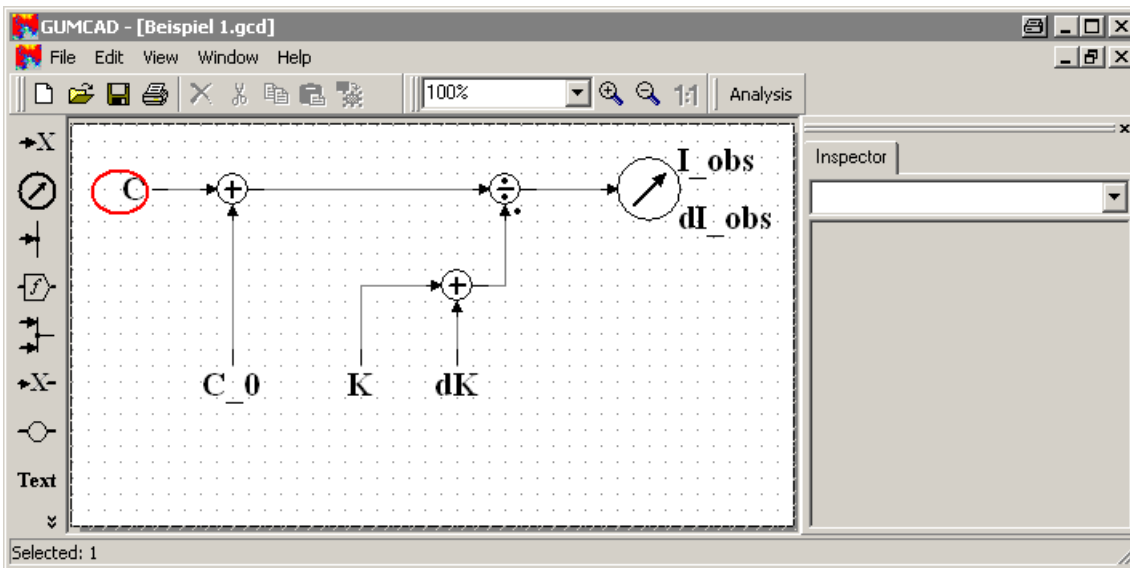 GUMCAD - [Beispiel 1.gcd]
File Edit View Window Help
100% 1:1 Analysis
X
Inspector
I_obs
C
dI_obs
f
C_0 K dK
X
Text
Selected: 1